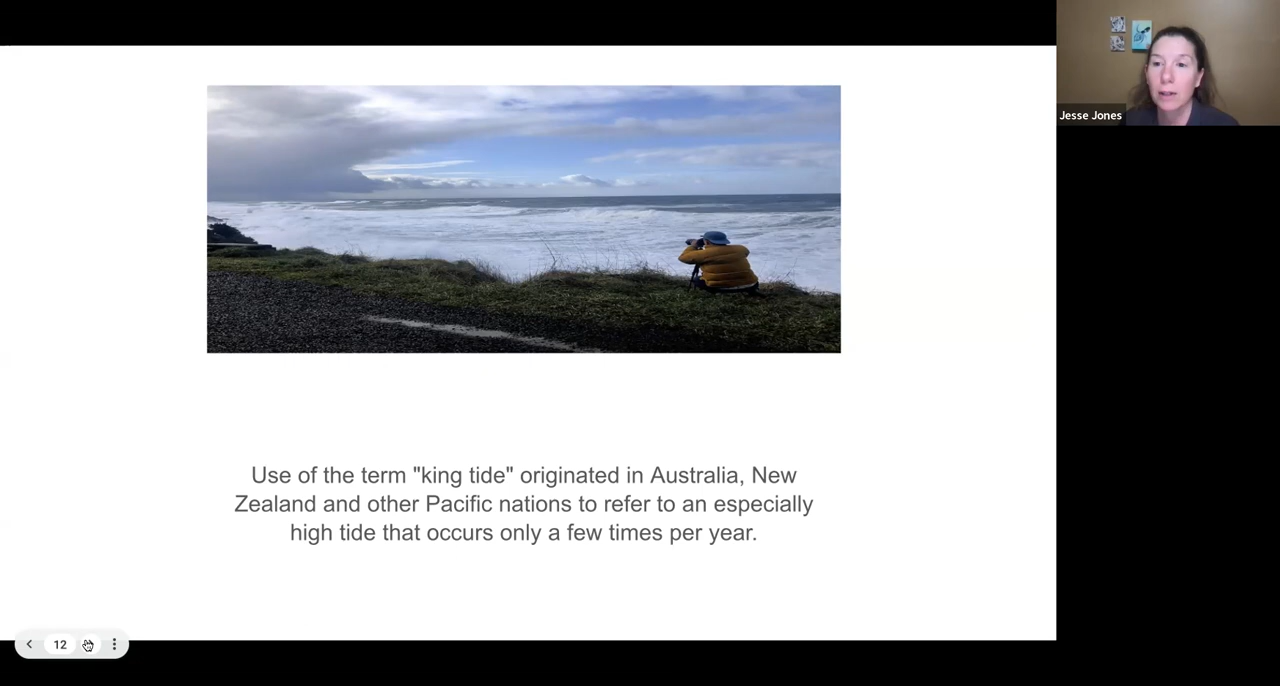 Jesse Jones
Use of the term "king tide" originated in Australia, New
Zealand and other Pacific nations to refer to an especially
high tide that occurs only a few times per year.
12